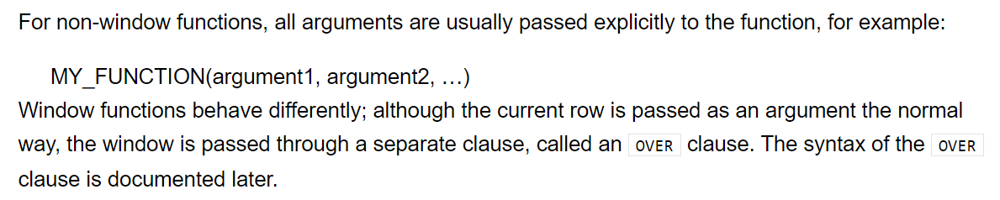 For non-window functions, all arguments are usually passed explicitly to the function, for example:
MY_FUNCTION(argument1, argument2, …)
Window functions behave differently; although the current row is passed as an argument the normal
way, the window is passed through a separate clause, called an OVER clause. The syntax of the OVER
clause is documented later.